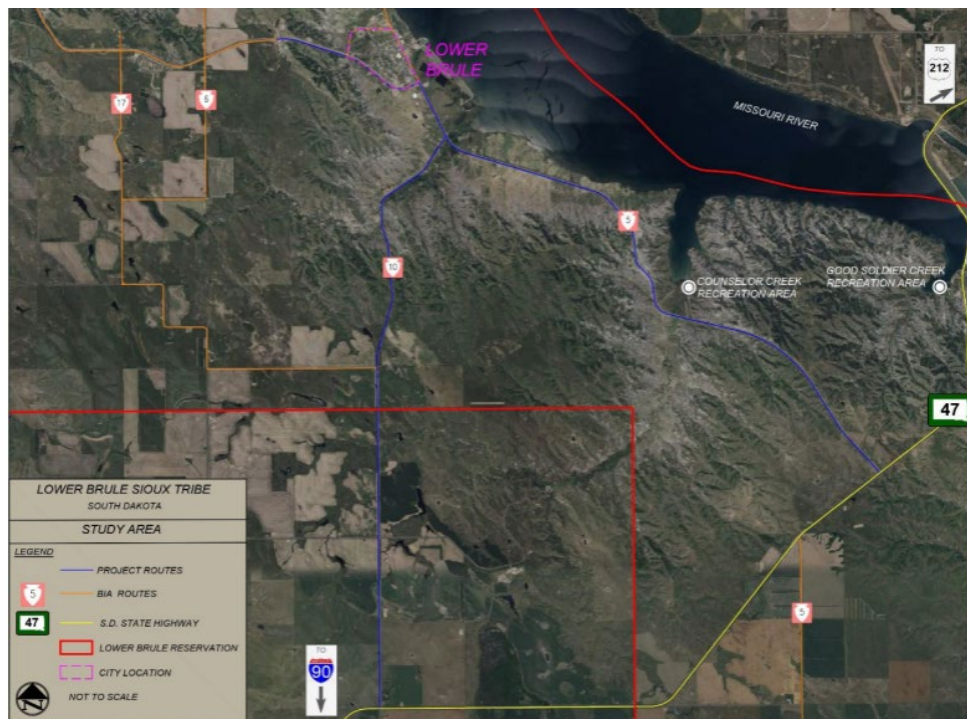 LOWER
BRULE
TO
212
17
5
MISSOURI RIVER
5
10
COUNSELOR CREEK
RECREATION AREA
GOOD SOLDIER CREEK
RECREATION AREA
47
LOWER BRULE SIOUX TRIBE
SOUTH DAKOTA
STUDY AREA
LEGEND
PROJECT ROUTES
5
BIA ROUTES
47
S.D. STATE HIGHWAY
LOWER BRULE RESERVATION
CITY LOCATION
N
NOT TO SCALE
TO
90
5